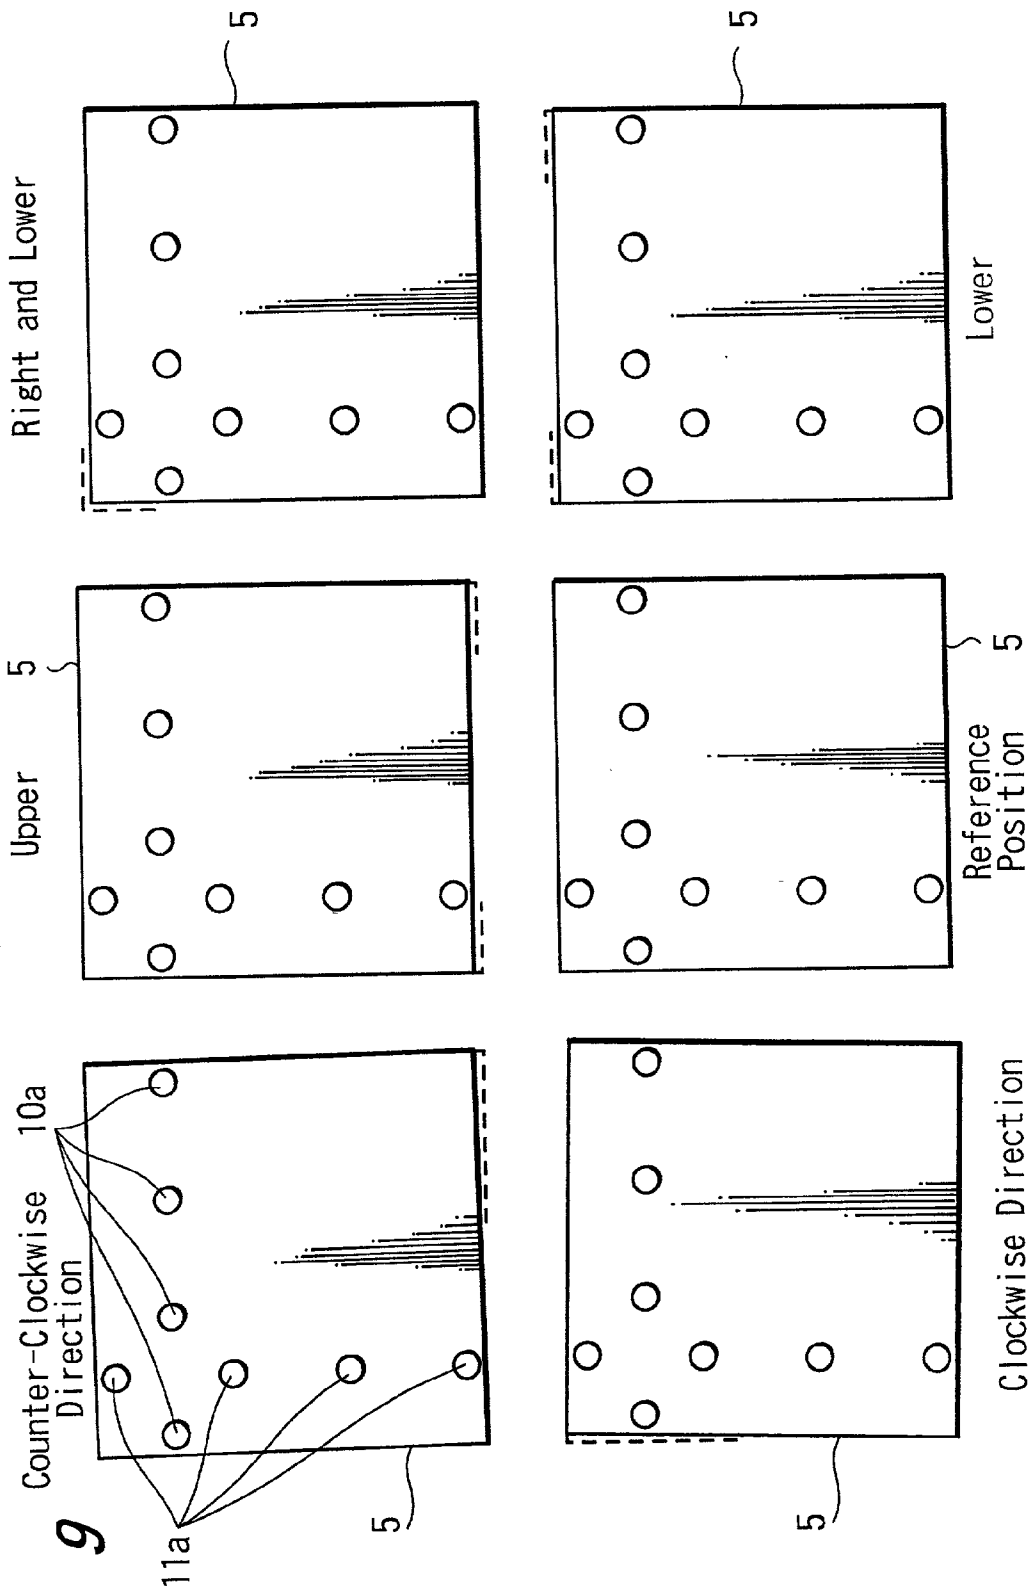 9
Counter-Clockwise
Direction
10a
Upper
5
Right and Lower
11a
5
5
5
5
Clockwise Direction
Reference
Position
5
Lower